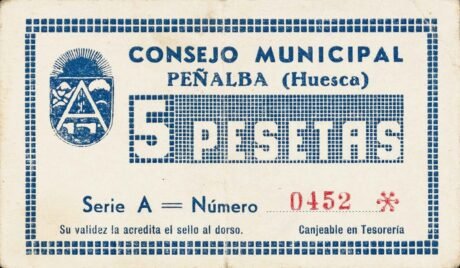 CONSEJO MUNICIPAL
PEÑALBA (Huesca)
A
5 PESETAS
Serie A = Número 0452 *
Su validez la acredita el sello al dorso. Canjeable en Tesorería